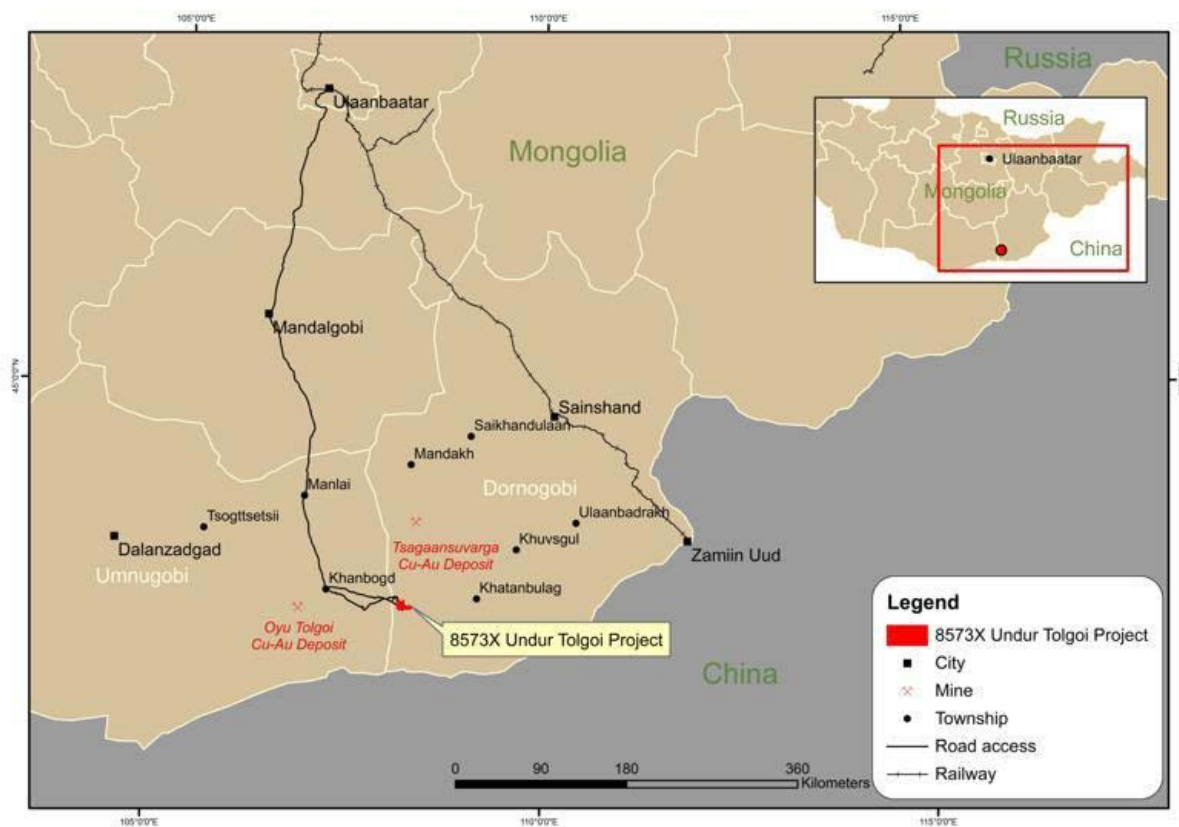 105°0'0"E
110°0'0"E
115°0'0"E
Russia
Ulaanbaatar
Mongolia
Russia
Ulaanbaatar
Mongolia
China
Mandalgobi
45°0'0"N
Sainshand
Saikhandulaan
Mandakh
Manlai
Dornogobi
Tsogttsetsii
Ulaanbadrakh
Dalanzadgad
Tsagaansuvarga
Cu-Au Deposit
Khuvsgul
Zamiin Uud
Umnugobi
Khanbogd
Khatanbulag
Oyu Tolgoi
Cu-Au Deposit
8573X Undur Tolgoi Project
China
Legend
8573X Undur Tolgoi Project
City
Mine
Township
Road access
Railway
0 90 180 360
Kilometers
105°0'0"E
110°0'0"E
115°0'0"E